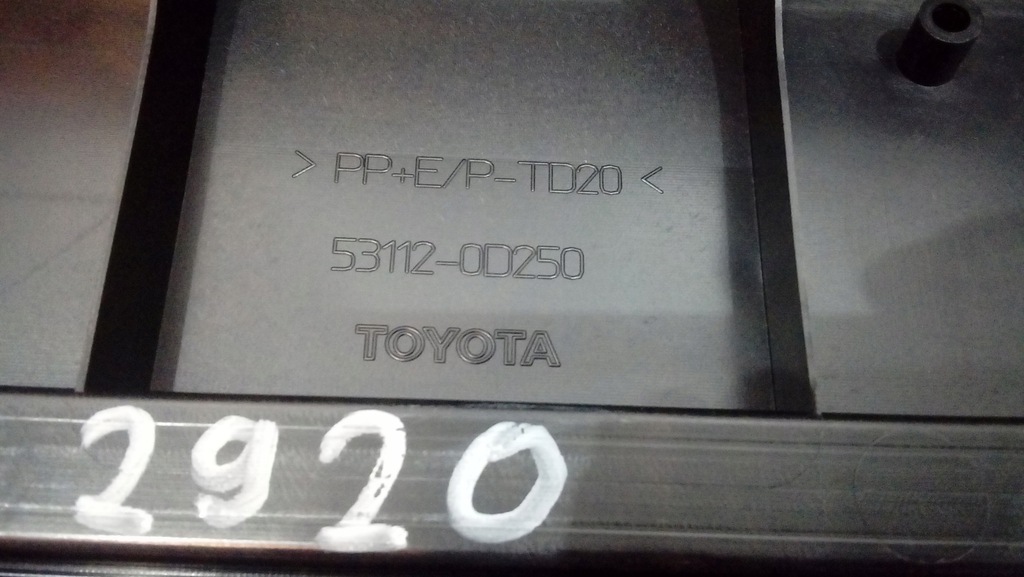 > PP+E/P-TD20 <
53112-0D250
TOYOTA
2920